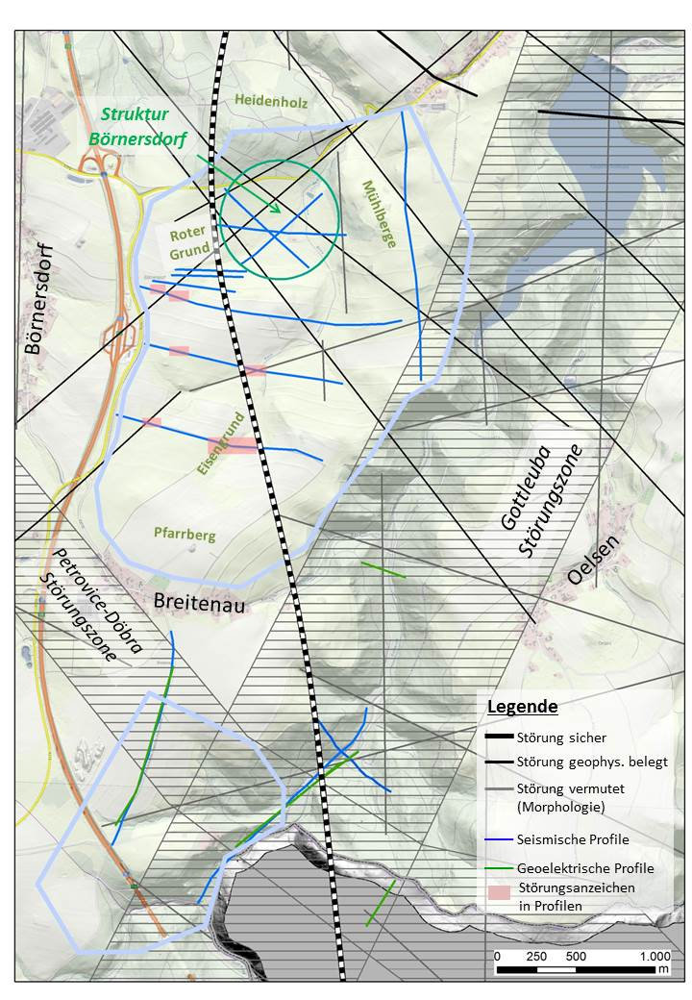 Heidenholz
Struktur
Börnersdorf
Mühlberge
Roter
Grund
Börnersdorf
Eisengrund
Gottleuba
Störungszone
Pfarrberg
Oelsen
Petrovice-Döbra
Störungszone
Breitenau
Legende
Störung sicher
Störung geophys. belegt
Störung vermutet
(Morphologie)
Seismische Profile
Geoelektrische Profile
Störungsanzeichen
in Profilen
0 250 500 1.000
m